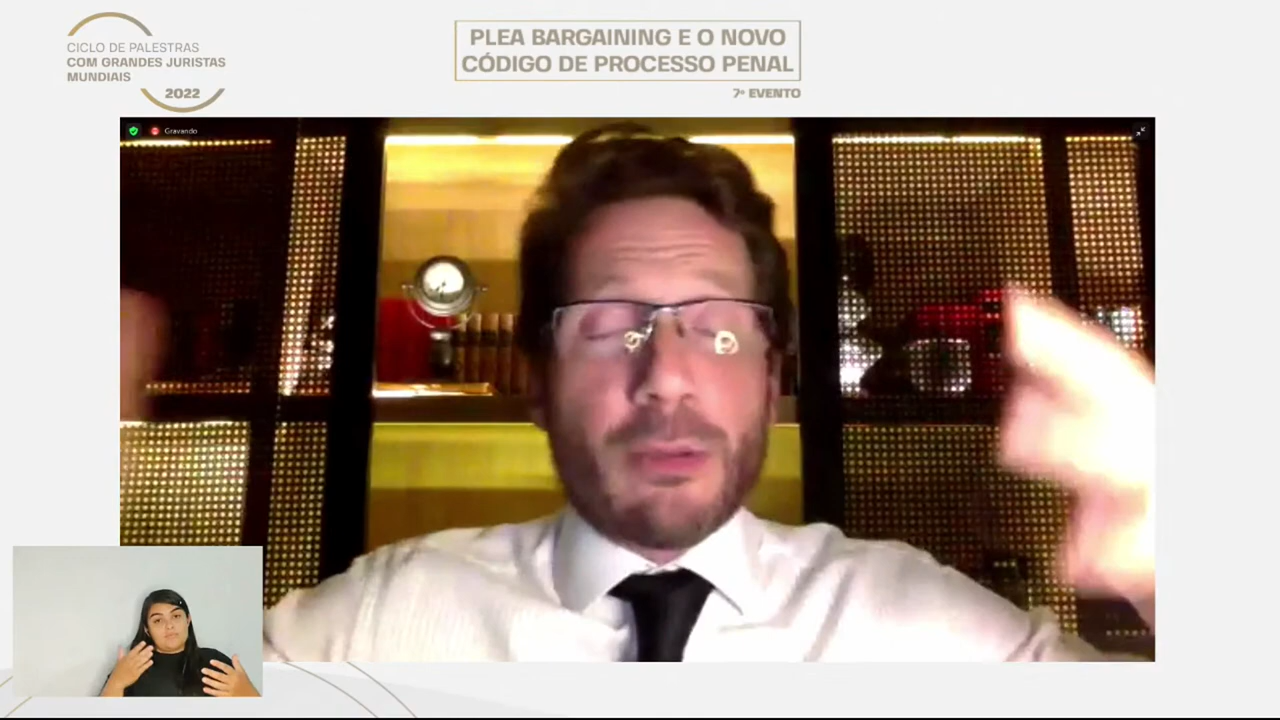 CICLO DE PALESTRAS
COM GRANDES JURISTAS
MUNDIAIS
2022
PLEA BARGAINING E O NOVO
CÓDIGO DE PROCESSO PENAL
7º EVENTO
Gravando